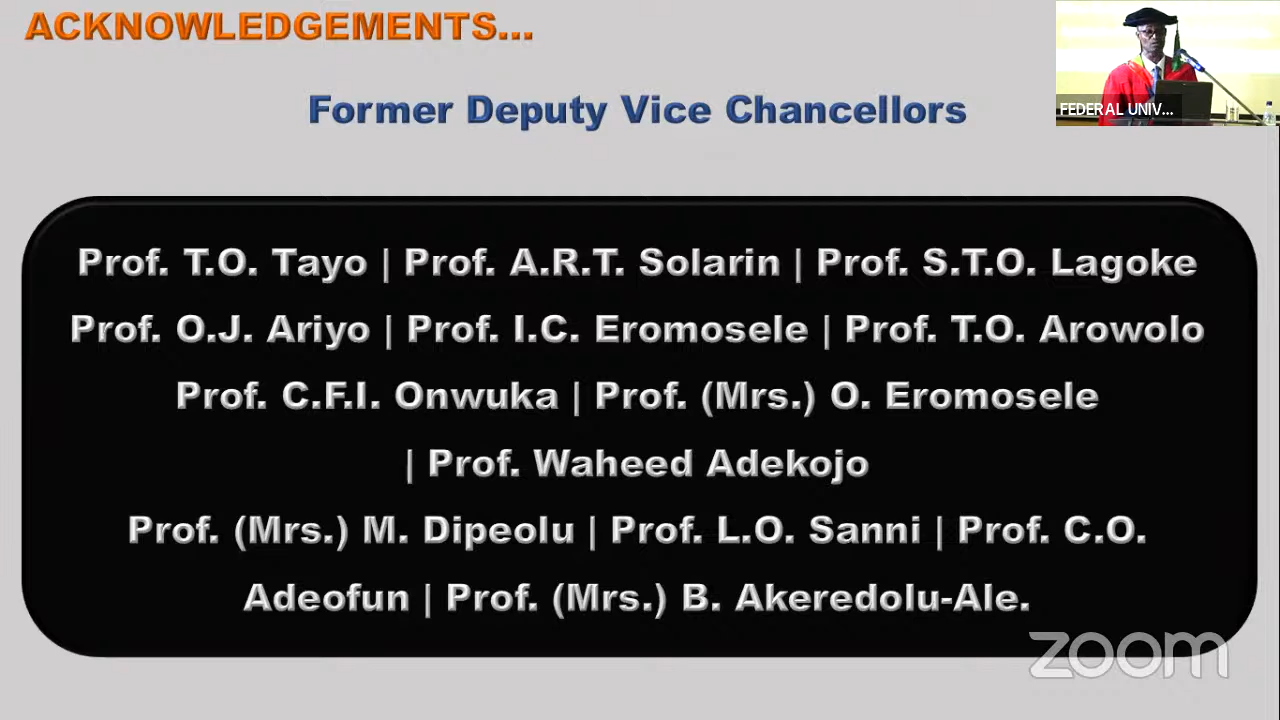 ACKNOWLEDGEMENTS...
FEDERAL UNIV...
Former Deputy Vice Chancellors
Prof. T.O. Tayo | Prof. A.R.T. Solarin | Prof. S.T.O. Lagoke
Prof. O.J. Ariyo | Prof. I.C. Eromosele | Prof. T.O. Arowolo
Prof. C.F.I. Onwuka | Prof. (Mrs.) O. Eromosele
| Prof. Waheed Adekojo
Prof. (Mrs.) M. Dipeolu | Prof. L.O. Sanni | Prof. C.O.
Adeofun | Prof. (Mrs.) B. Akeredolu-Ale.
zoom